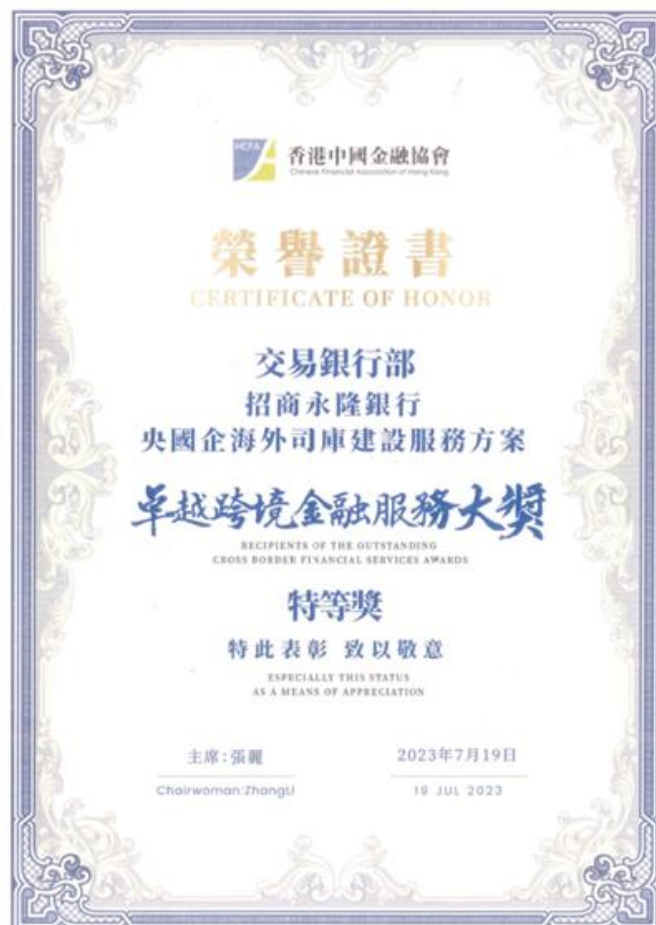 HCFA
香港中國金融協會
Chinese Financial Association of Hong Kong
榮譽證書
CERTIFICATE OF HONOR
交易銀行部
招商永隆銀行
央國企海外司庫建設服務方案
卓越跨境金融服務大獎
RECIPIENTS OF THE OUTSTANDING
CROSS BORDER FINANCIAL SERVICES AWARDS
特等獎
特此表彰 致以敬意
ESPECIALLY THIS STATUS
AS A MEANS OF APPRECIATION
主席:張麗
Chairwoman:ZhangLi
2023年7月19日
19 JUL 2023